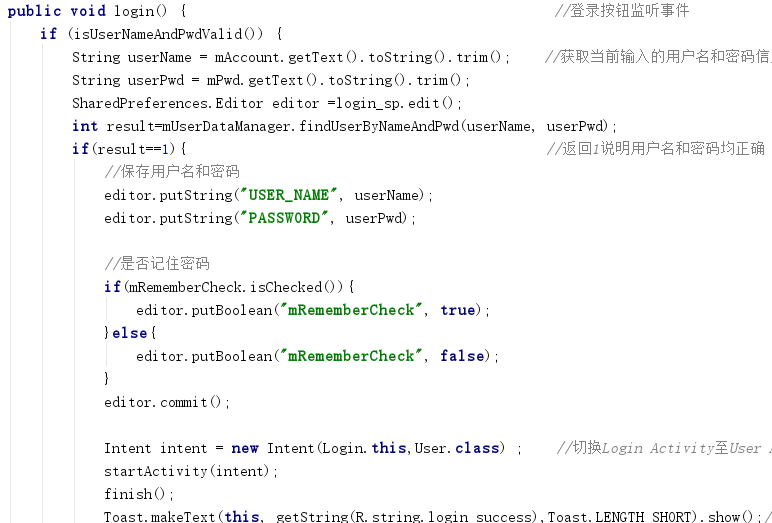 public void login() { //登录按钮监听事件
if (isUserNameAndPwdValid()) {
String userName = mAccount.getText().toString().trim(); //获取当前输入的用户名和密码信
String userPwd = mPwd.getText().toString().trim();
SharedPreferences.Editor editor =login_sp.edit();
int result=mUserDataManager.findUserByNameAndPwd(userName, userPwd);
if(result==1){ //返回1说明用户名和密码均正确
//保存用户名和密码
editor.putString("USER_NAME", userName);
editor.putString("PASSWORD", userPwd);
//是否记住密码
if(mRememberCheck.isChecked()){
editor.putBoolean("mRememberCheck", true);
}else{
editor.putBoolean("mRememberCheck", false);
}
editor.commit();
Intent intent = new Intent(Login.this,User.class) ; //切换Login Activity至User
startActivity(intent);
finish();
Toast.makeText(this, getString(R.string.login_success),Toast.LENGTH_SHORT).show();/